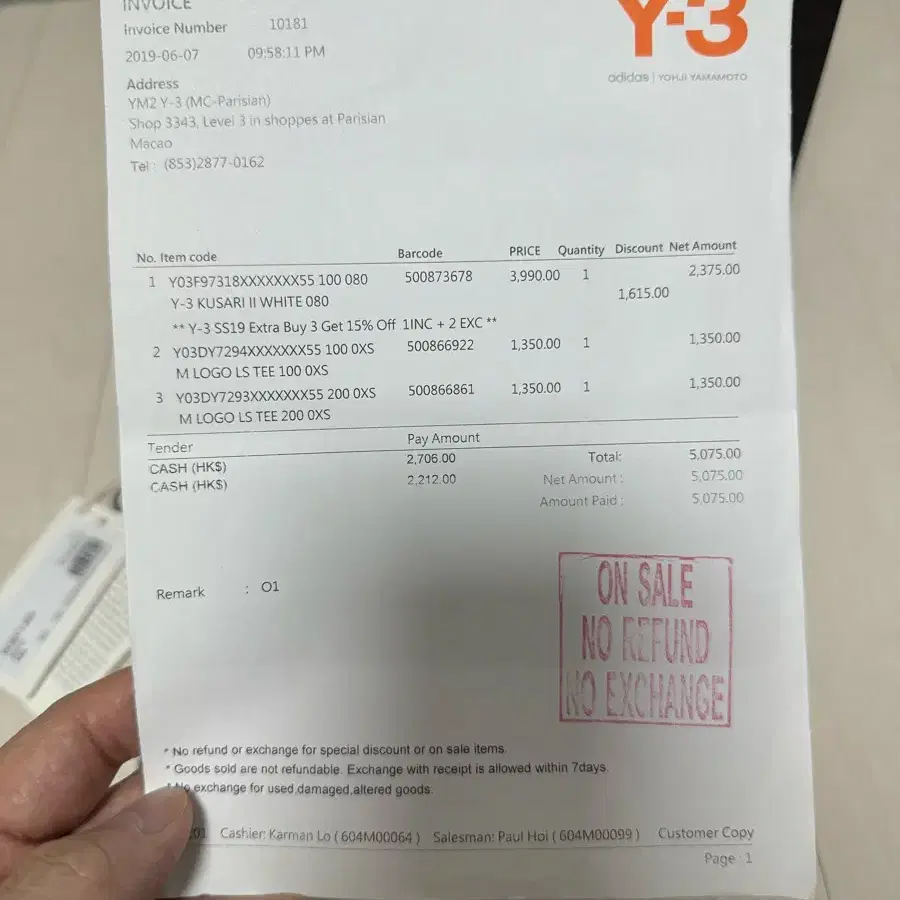 INVOICE
Invoice Number 10181
2019-06-07 09:58:11 PM
Y-3
adidas | YOHJI YAMAMOTO
Address
YM2 Y-3 (MC-Parisian)
Shop 3343, Level 3 in shoppes at Parisian
Macao
Tel : (853)2877-0162
No. Item code Barcode PRICE Quantity Discount Net Amount
1 Y03F97318XXXXXXX55 100 080 500873678 3,990.00 1 2,375.00
Y-3 KUSARI II WHITE 080 1,615.00
** Y-3 SS19 Extra Buy 3 Get 15% Off 1INC + 2 EXC **
2 Y03DY7294XXXXXXX55 100 0XS 500866922 1,350.00 1 1,350.00
M LOGO LS TEE 100 0XS
3 Y03DY7293XXXXXXX55 200 0XS 500866861 1,350.00 1 1,350.00
M LOGO LS TEE 200 0XS
Tender Pay Amount
CASH (HK$) 2,706.00 Total: 5,075.00
CASH (HK$) 2,212.00 Net Amount : 5,075.00
Amount Paid : 5,075.00
Remark : O1
ON SALE
NO REFUND
NO EXCHANGE
* No refund or exchange for special discount or on sale items.
* Goods sold are not refundable. Exchange with receipt is allowed within 7days.
* No exchange for used,damaged,altered goods.
Cashier: Karman Lo ( 604M00064 ) Salesman: Paul Hoi ( 604M00099 ) Customer Copy
Page : 1